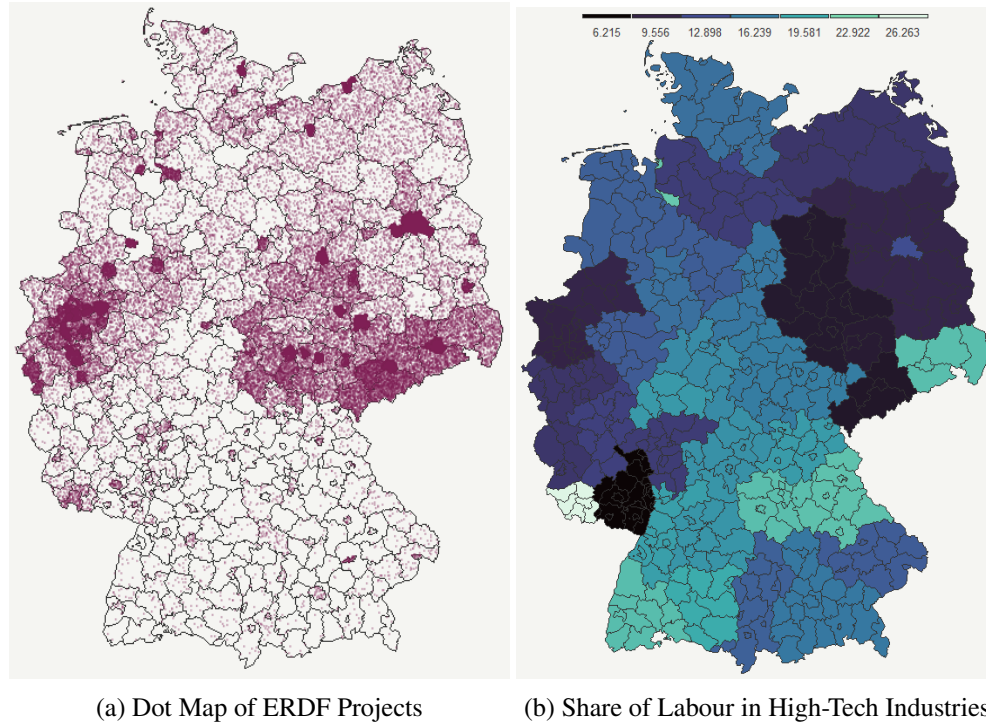 6.215 9.556 12.898 16.239 19.581 22.922 26.263
(a) Dot Map of ERDF Projects
(b) Share of Labour in High-Tech Industries